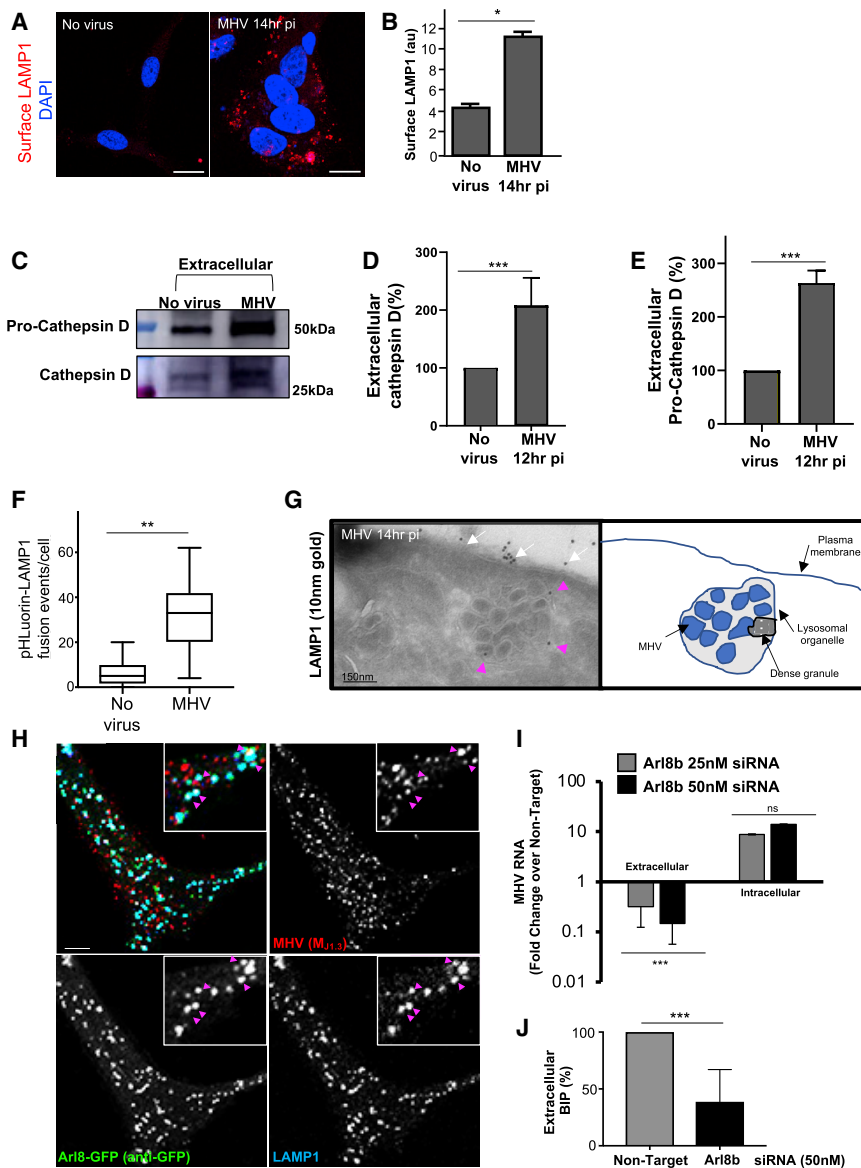 A
No virus
MHV 14hr pi
Surface LAMP1
DAPI
B
*
Surface LAMP1 (au)
12
10
8
6
4
2
0
No
virus
MHV
14hr pi
C
Extracellular
No virus
MHV
Pro-Cathepsin D
50kDa
Cathepsin D
25kDa
D
***
Extracellular
cathepsin D(%)
300
200
100
0
No
virus
MHV
12hr pi
E
***
Extracellular
Pro-Cathepsin D (%)
300
200
100
0
No
virus
MHV
12hr pi
F
**
pHLuorin-LAMP1
fusion events/cell
60
40
20
0
No
virus
MHV
G
LAMP1 (10nm gold)
MHV 14hr pi
150nm
Plasma
membrane
Lysosomal
organelle
MHV
Dense granule
H
MHV (MJ1.3)
Arl8-GFP (anti-GFP)
LAMP1
I
Arl8b 25nM siRNA
Arl8b 50nM siRNA
MHV RNA
(Fold Change over Non-Target)
100
10
1
0.1
0.01
ns
Extracellular
Intracellular
***
J
***
Extracellular
BIP (%)
100
50
0
Non-Target
Arl8b
siRNA (50nM)